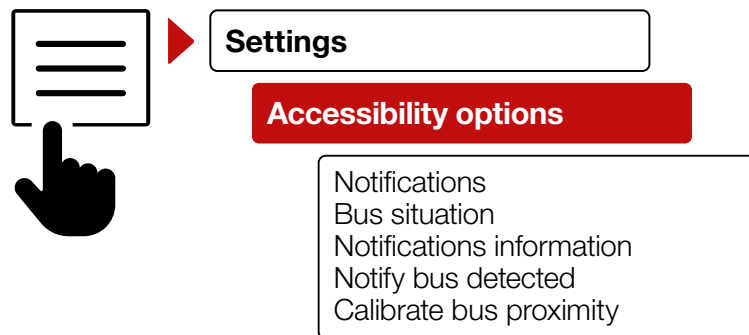 Settings
Accessibility options
Notifications
Bus situation
Notifications information
Notify bus detected
Calibrate bus proximity